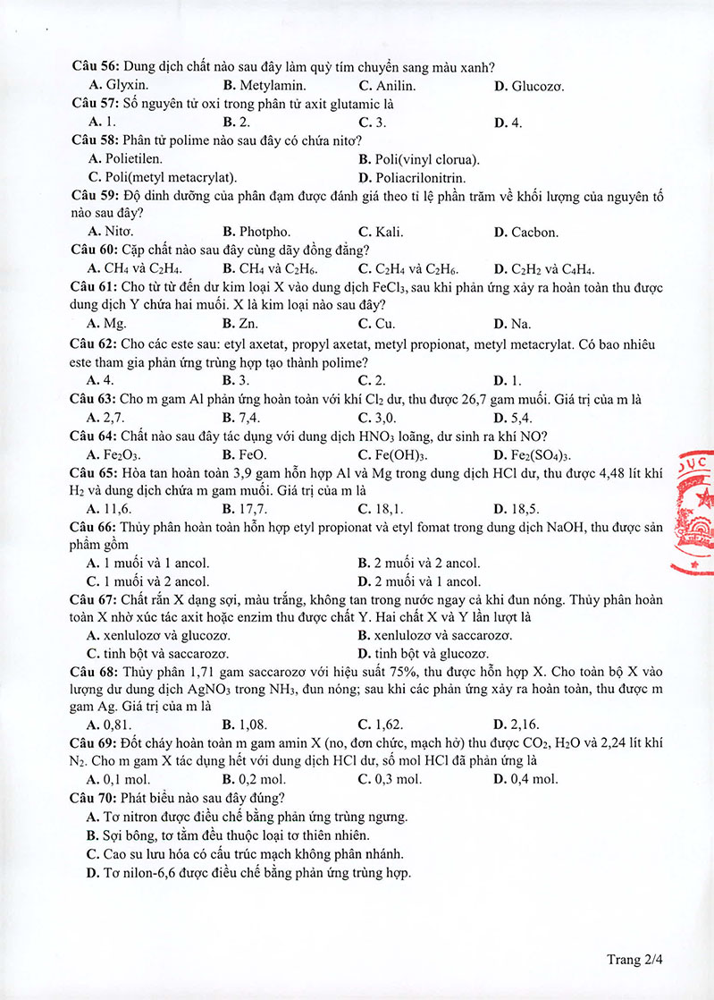 Câu 56: Dung dịch chất nào sau đây làm quỳ tím chuyển sang màu xanh?
A. Glyxin. B. Metylamin. C. Anilin. D. Glucozơ.
Câu 57: Số nguyên tử oxi trong phân tử axit glutamic là
A. 1. B. 2. C. 3. D. 4.
Câu 58: Phân tử polime nào sau đây có chứa nitơ?
A. Polietilen. B. Poli(vinyl clorua).
C. Poli(metyl metacrylat). D. Poliacrilonitrin.
Câu 59: Độ dinh dưỡng của phân đạm được đánh giá theo tỉ lệ phần trăm về khối lượng của nguyên tố
nào sau đây?
A. Nitơ. B. Photpho. C. Kali. D. Cacbon.
Câu 60: Cặp chất nào sau đây cùng dãy đồng đẳng?
A. CH₄ và C₂H₄. B. CH₄ và C₂H₆. C. C₂H₄ và C₂H₆. D. C₂H₂ và C₄H₄.
Câu 61: Cho từ từ đến dư kim loại X vào dung dịch FeCl₃, sau khi phản ứng xảy ra hoàn toàn thu được
dung dịch Y chứa hai muối. X là kim loại nào sau đây?
A. Mg. B. Zn. C. Cu. D. Na.
Câu 62: Cho các este sau: etyl axetat, propyl axetat, metyl propionat, metyl metacrylat. Có bao nhiêu
este tham gia phản ứng trùng hợp tạo thành polime?
A. 4. B. 3. C. 2. D. 1.
Câu 63: Cho m gam Al phản ứng hoàn toàn với khí Cl₂ dư, thu được 26,7 gam muối. Giá trị của m là
A. 2,7. B. 7,4. C. 3,0. D. 5,4.
Câu 64: Chất nào sau đây tác dụng với dung dịch HNO₃ loãng, dư sinh ra khí NO?
A. Fe₂O₃. B. FeO. C. Fe(OH)₃. D. Fe₂(SO₄)₃.
Câu 65: Hòa tan hoàn toàn 3,9 gam hỗn hợp Al và Mg trong dung dịch HCl dư, thu được 4,48 lít khí
H₂ và dung dịch chứa m gam muối. Giá trị của m là
A. 11,6. B. 17,7. C. 18,1. D. 18,5.
Câu 66: Thủy phân hoàn toàn hỗn hợp etyl propionat và etyl fomat trong dung dịch NaOH, thu được sản
phẩm gồm
A. 1 muối và 1 ancol. B. 2 muối và 2 ancol.
C. 1 muối và 2 ancol. D. 2 muối và 1 ancol.
Câu 67: Chất rắn X dạng sợi, màu trắng, không tan trong nước ngay cả khi đun nóng. Thủy phân hoàn
toàn X nhờ xúc tác axit hoặc enzim thu được chất Y. Hai chất X và Y lần lượt là
A. xenlulozơ và glucozơ. B. xenlulozơ và saccarozơ.
C. tinh bột và saccarozơ. D. tinh bột và glucozơ.
Câu 68: Thủy phân 1,71 gam saccarozơ với hiệu suất 75%, thu được hỗn hợp X. Cho toàn bộ X vào
lượng dư dung dịch AgNO₃ trong NH₃, đun nóng; sau khi các phản ứng xảy ra hoàn toàn, thu được m
gam Ag. Giá trị của m là
A. 0,81. B. 1,08. C. 1,62. D. 2,16.
Câu 69: Đốt cháy hoàn toàn m gam amin X (no, đơn chức, mạch hở) thu được CO₂, H₂O và 2,24 lít khí
N₂. Cho m gam X tác dụng hết với dung dịch HCl dư, số mol HCl đã phản ứng là
A. 0,1 mol. B. 0,2 mol. C. 0,3 mol. D. 0,4 mol.
Câu 70: Phát biểu nào sau đây đúng?
A. Tơ nitron được điều chế bằng phản ứng trùng ngưng.
B. Sợi bông, tơ tằm đều thuộc loại tơ thiên nhiên.
C. Cao su lưu hóa có cấu trúc mạch không phân nhánh.
D. Tơ nilon-6,6 được điều chế bằng phản ứng trùng hợp.
Trang 2/4